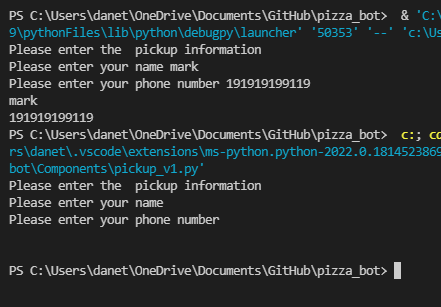 PS C:\Users\danet\OneDrive\Documents\GitHub\pizza_bot>  & 'C:
9\pythonFiles\lib\python\debugpy\launcher' '50353' '--' 'c:\Us
Please enter the  pickup information
Please enter your name mark
Please enter your phone number 191919199119
mark
191919199119
PS C:\Users\danet\OneDrive\Documents\GitHub\pizza_bot>  c:; cd
rs\danet\.vscode\extensions\ms-python.python-2022.0.1814523869
bot\Components\pickup_v1.py'
Please enter the  pickup information
Please enter your name
Please enter your phone number
PS C:\Users\danet\OneDrive\Documents\GitHub\pizza_bot>